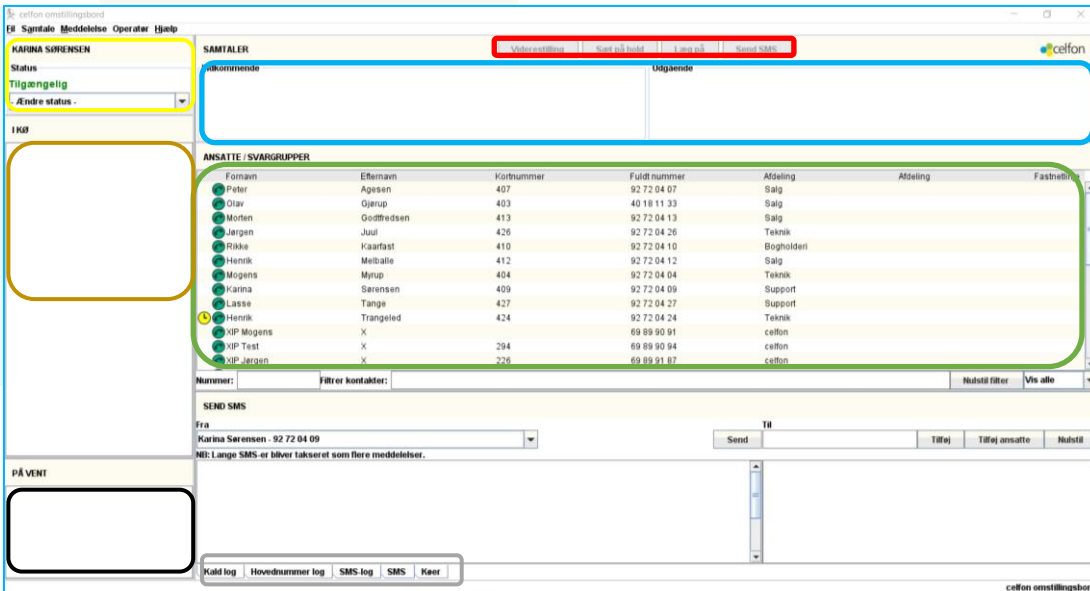 celfon omstillingsbord
Fil Samtale Meddelelse Operatør Hjælp
KARINA SØRENSEN
Status
Tilgængelig
- Ændre status -
I KØ
PÅ VENT
SAMTALER
Viderestilling Sæt på hold Læg på Send SMS
celfon
Indkommende Udgående
ANSATTE / SVARGRUPPER
Fornavn Efternavn Kortnummer Fuldt nummer Afdeling Afdeling Fastnetlinje
Peter Agesen 407 92 72 04 07 Salg
Olav Gjørup 403 40 18 11 33 Salg
Morten Godtfredsen 413 92 72 04 13 Salg
Jørgen Juul 426 92 72 04 26 Teknik
Rikke Kaarfast 410 92 72 04 10 Bogholderi
Henrik Melballe 412 92 72 04 12 Salg
Mogens Myrup 404 92 72 04 04 Teknik
Karina Sørensen 409 92 72 04 09 Support
Lasse Tange 427 92 72 04 27 Support
Henrik Trangeled 424 92 72 04 24 Teknik
XIP Mogens X 69 89 90 91 celfon
XIP Test X 294 69 89 90 94 celfon
XIP Jørgen X 226 69 89 91 87 celfon
Nummer: Filtrer kontakter: Nulstil filter Vis alle
SEND SMS
Fra Til
Karina Sørensen - 92 72 04 09 Send Tilføj Tilføj ansatte Nulstil
NB: Lange SMS-er bliver takseret som flere meddelelser.
Kald log Hovednummer log SMS-log SMS Køer
celfon omstillingsbord